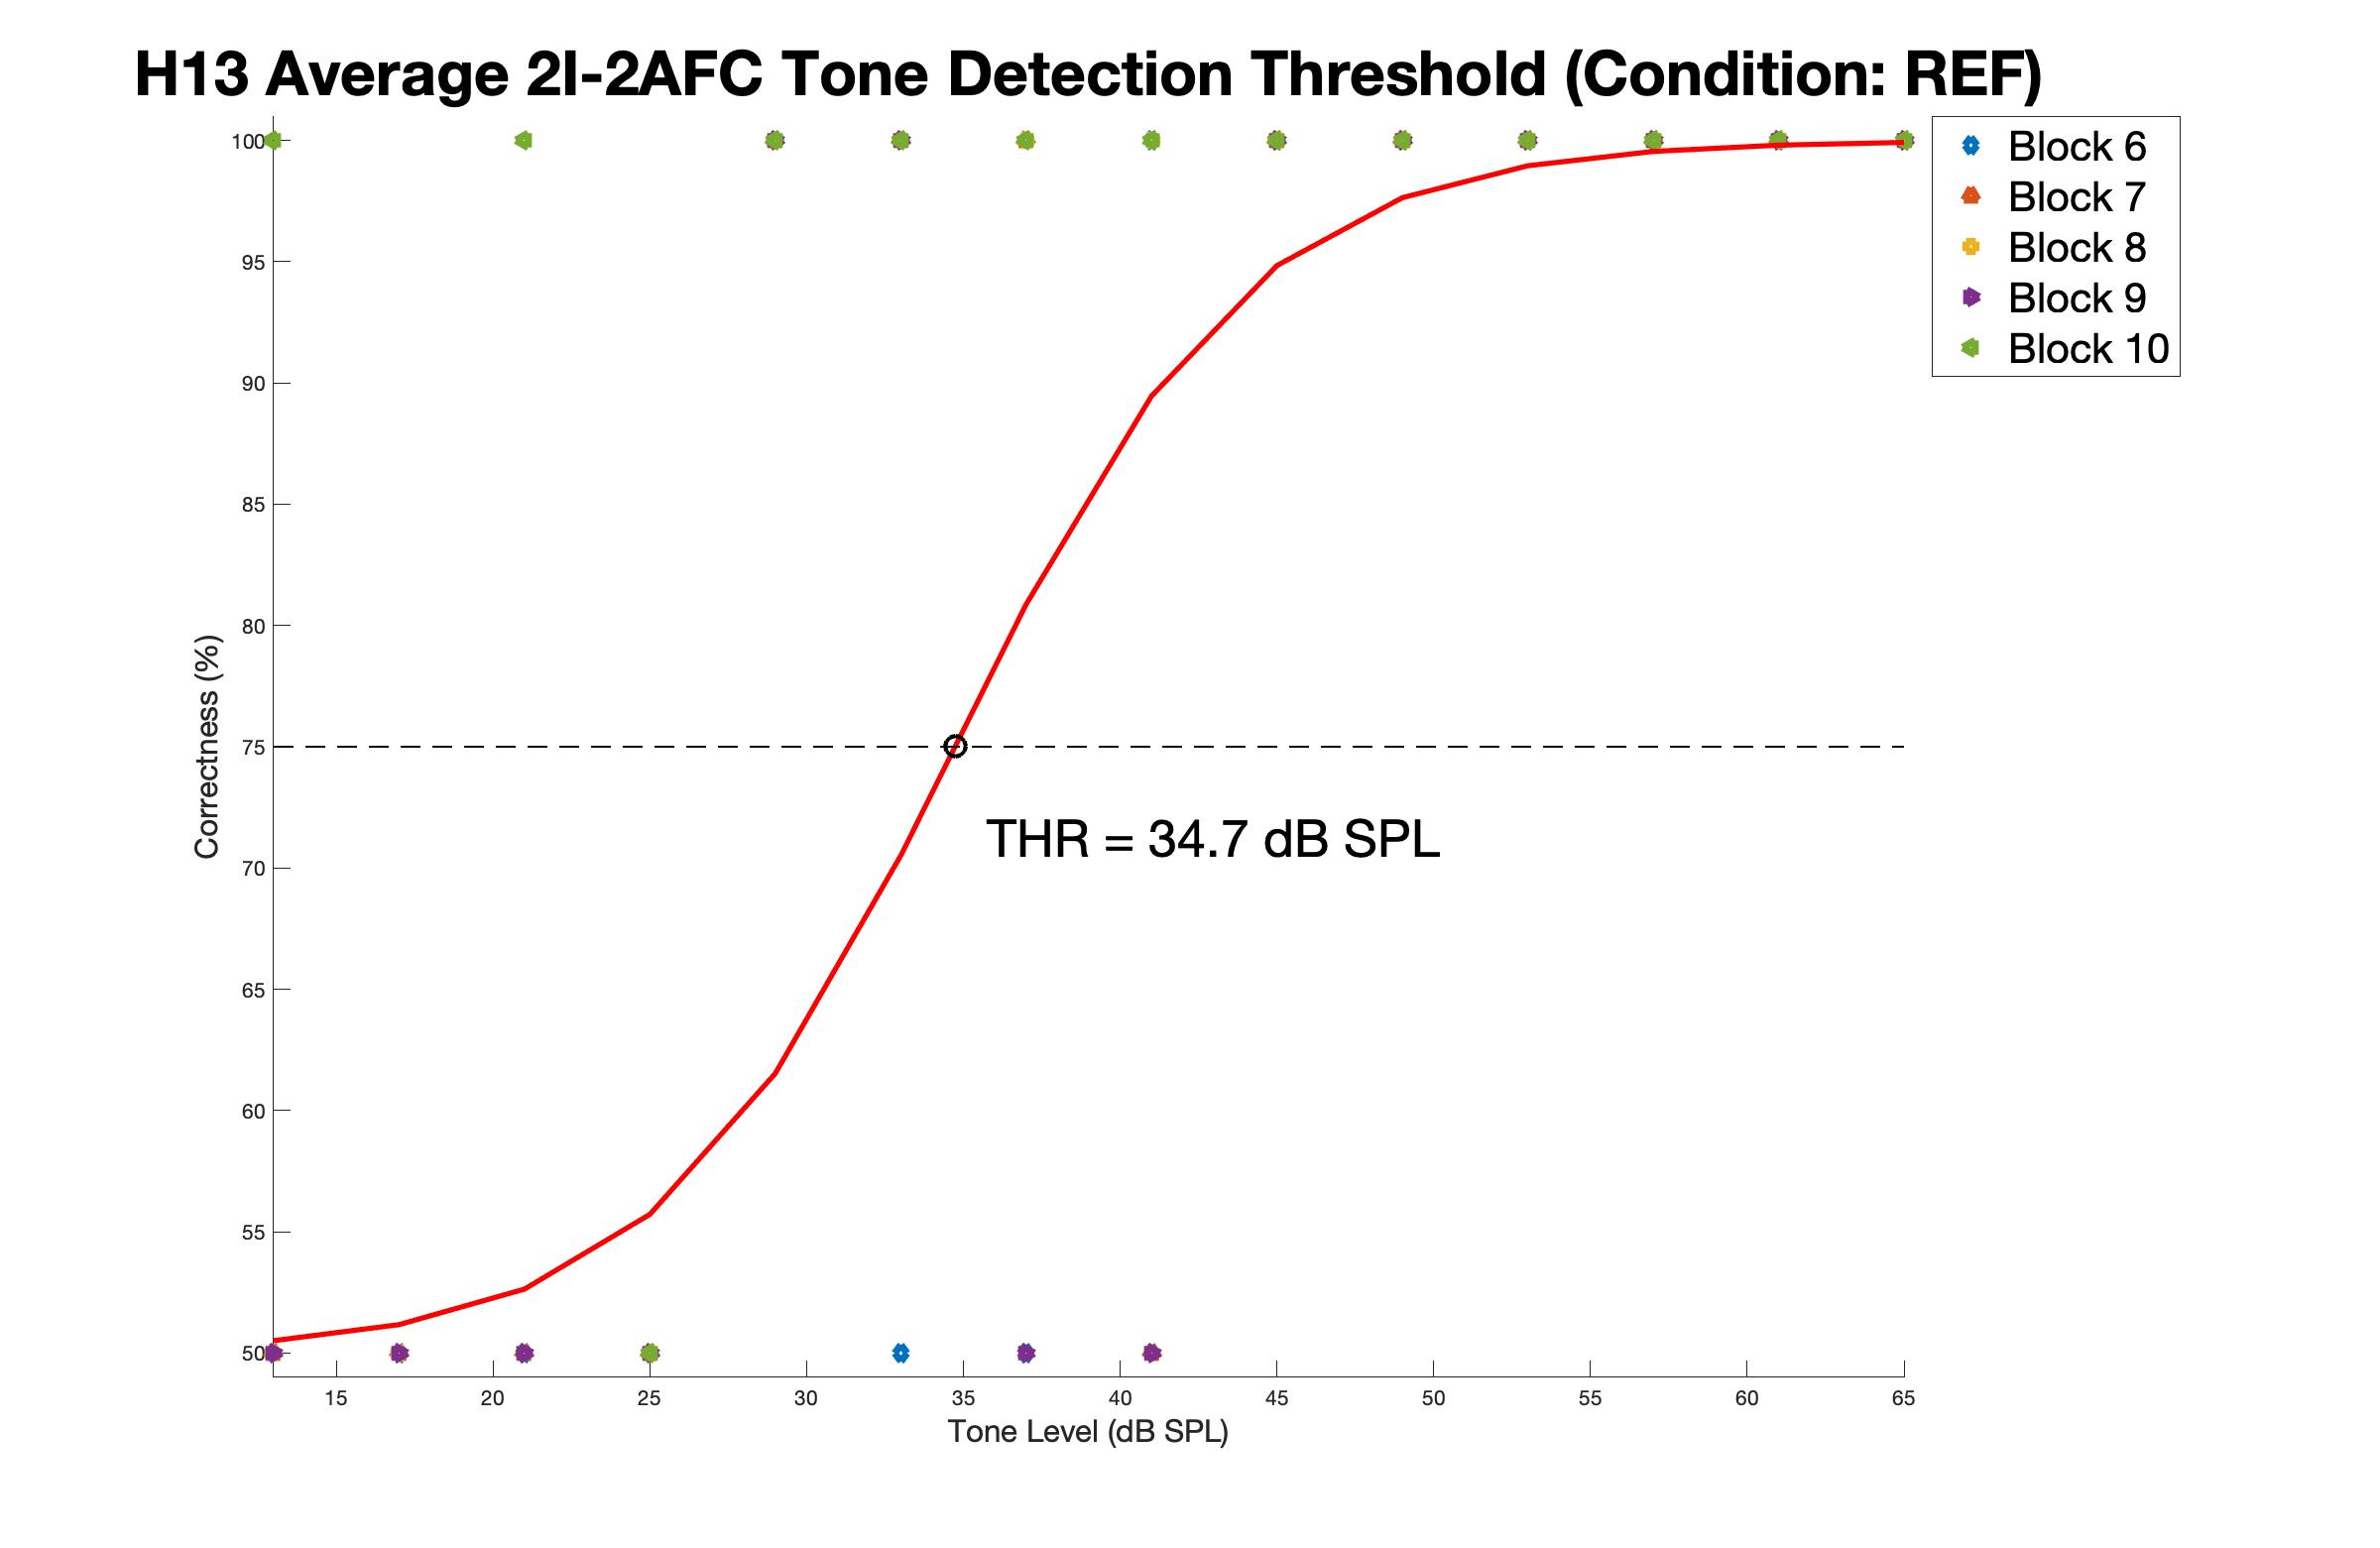 H13 Average 2I-2AFC Tone Detection Threshold (Condition: REF)
100
95
90
85
80
75
70
65
60
55
50
Correctness (%)
THR = 34.7 dB SPL
15 20 25 30 35 40 45 50 55 60 65
Tone Level (dB SPL)
Block 6
Block 7
Block 8
Block 9
Block 10